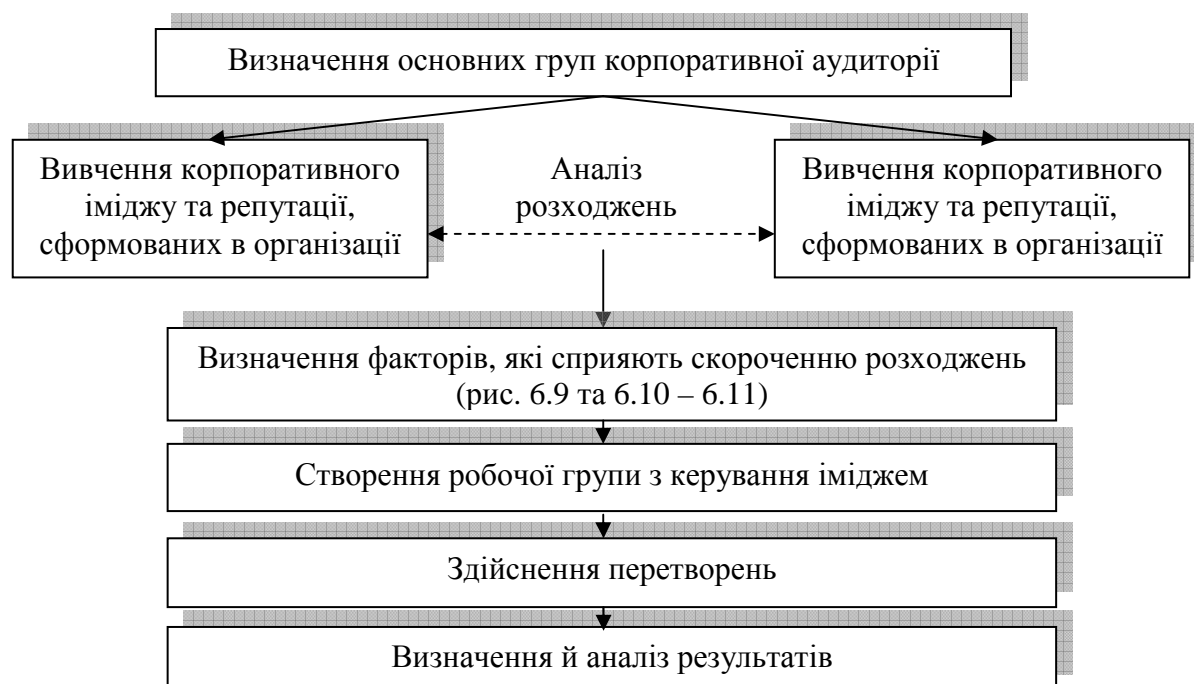 Визначення основних груп корпоративної аудиторії
Вивчення корпоративного
іміджу та репутації,
сформованих в організації
Аналіз
розходжень
Вивчення корпоративного
іміджу та репутації,
сформованих в організації
Визначення факторів, які сприяють скороченню розходжень
(рис. 6.9 та 6.10 – 6.11)
Створення робочої групи з керування іміджем
Здійснення перетворень
Визначення й аналіз результатів